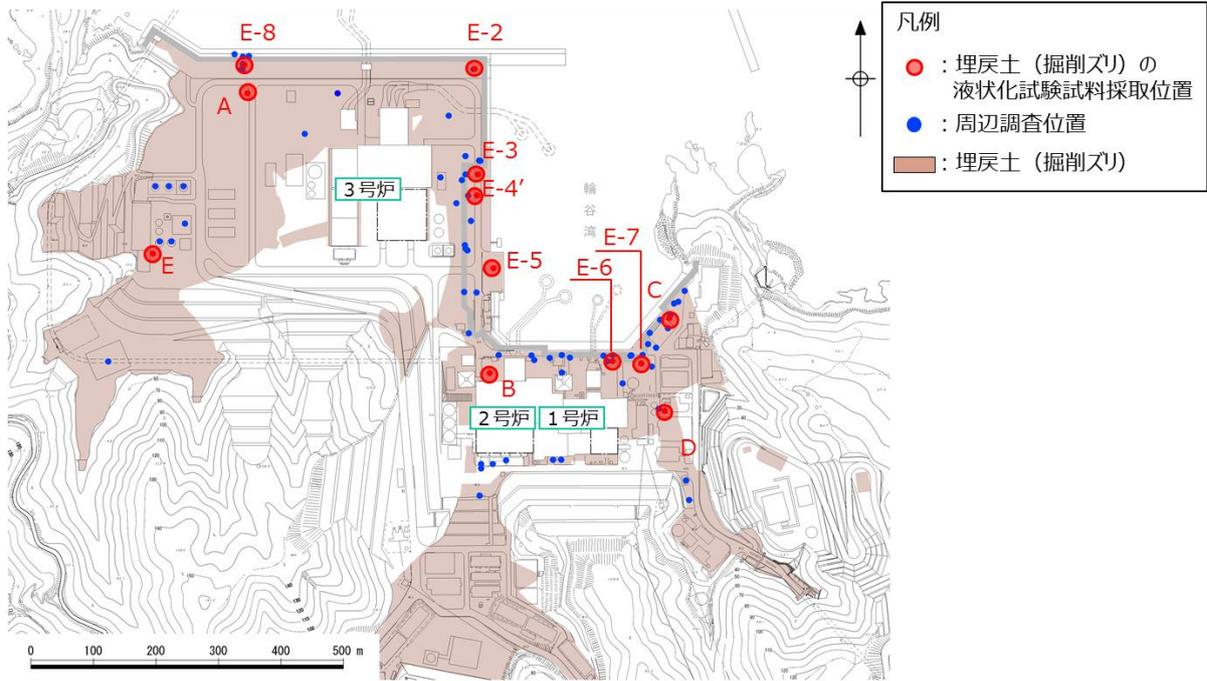 E-8
E-2
A
E-3
E-4’
3号炉
輪谷湾
E-7
E-5
E-6
C
E
B
2号炉
1号炉
D
0 100 200 300 400 500 m
凡例
：埋戻土（掘削ズリ）の
液状化試験試料採取位置
：周辺調査位置
：埋戻土（掘削ズリ）